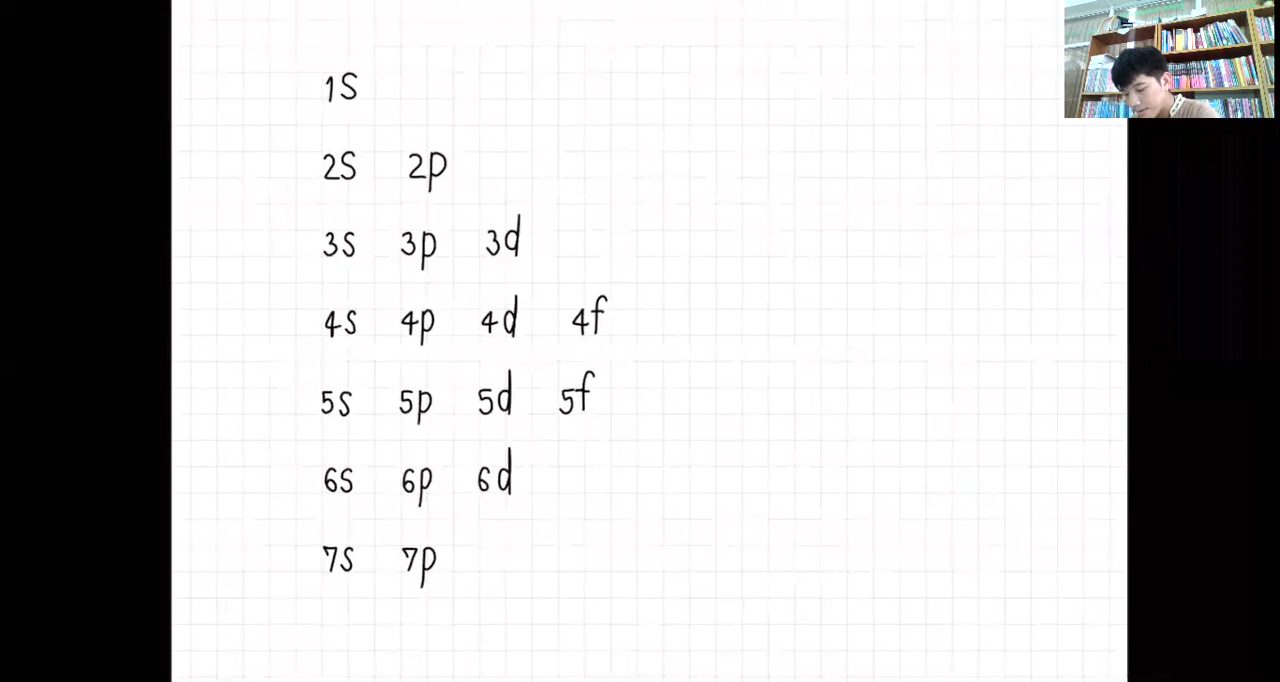 1s
2s 2p
3s 3p 3d
4s 4p 4d 4f
5s 5p 5d 5f
6s 6p 6d
7s 7p